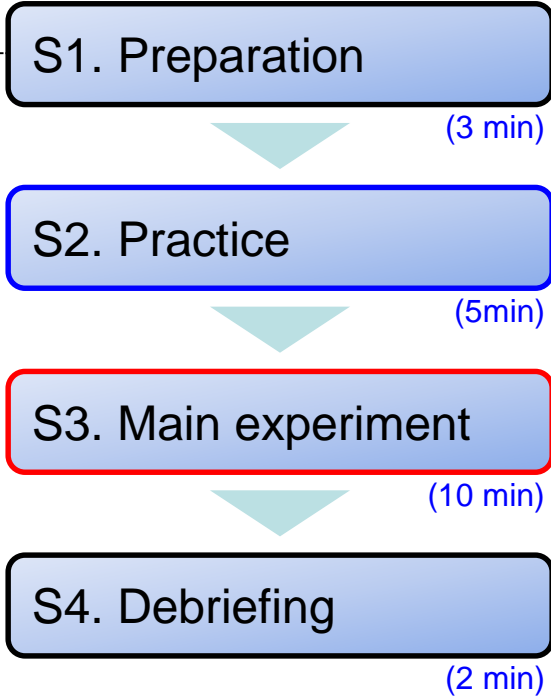 S1. Preparation
(3 min)
S2. Practice
(5min)
S3. Main experiment
(10 min)
S4. Debriefing
(2 min)